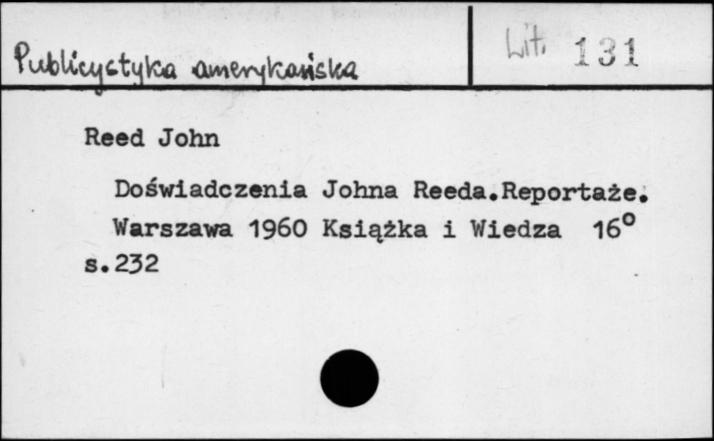 Publicystyka amerykańska
Lit. 131
Reed John
Doświadczenia Johna Reeda.Reportaże.
Warszawa 1960 Książka i Wiedza 16°
s.232